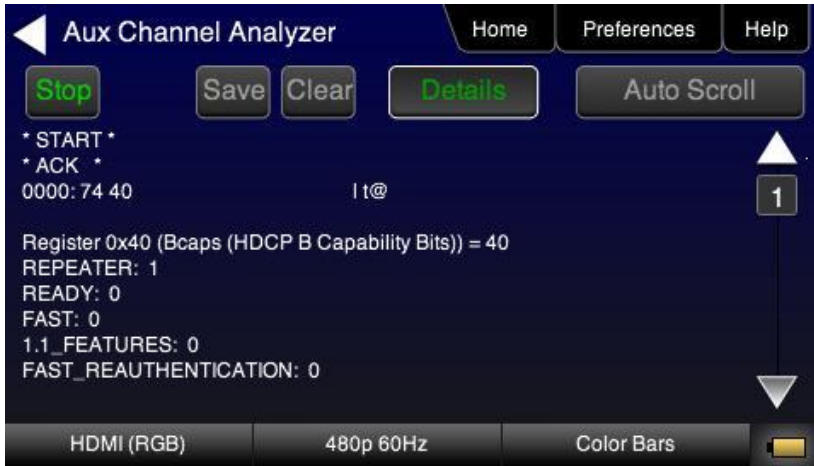 Aux Channel Analyzer Home Preferences Help
Stop Save Clear Details Auto Scroll
* START *
* ACK *
0000: 74 40 | t@
1
Register 0x40 (Bcaps (HDCP B Capability Bits)) = 40
REPEATER: 1
READY: 0
FAST: 0
1.1_FEATURES: 0
FAST_REAUTHENTICATION: 0
HDMI (RGB) 480p 60Hz Color Bars